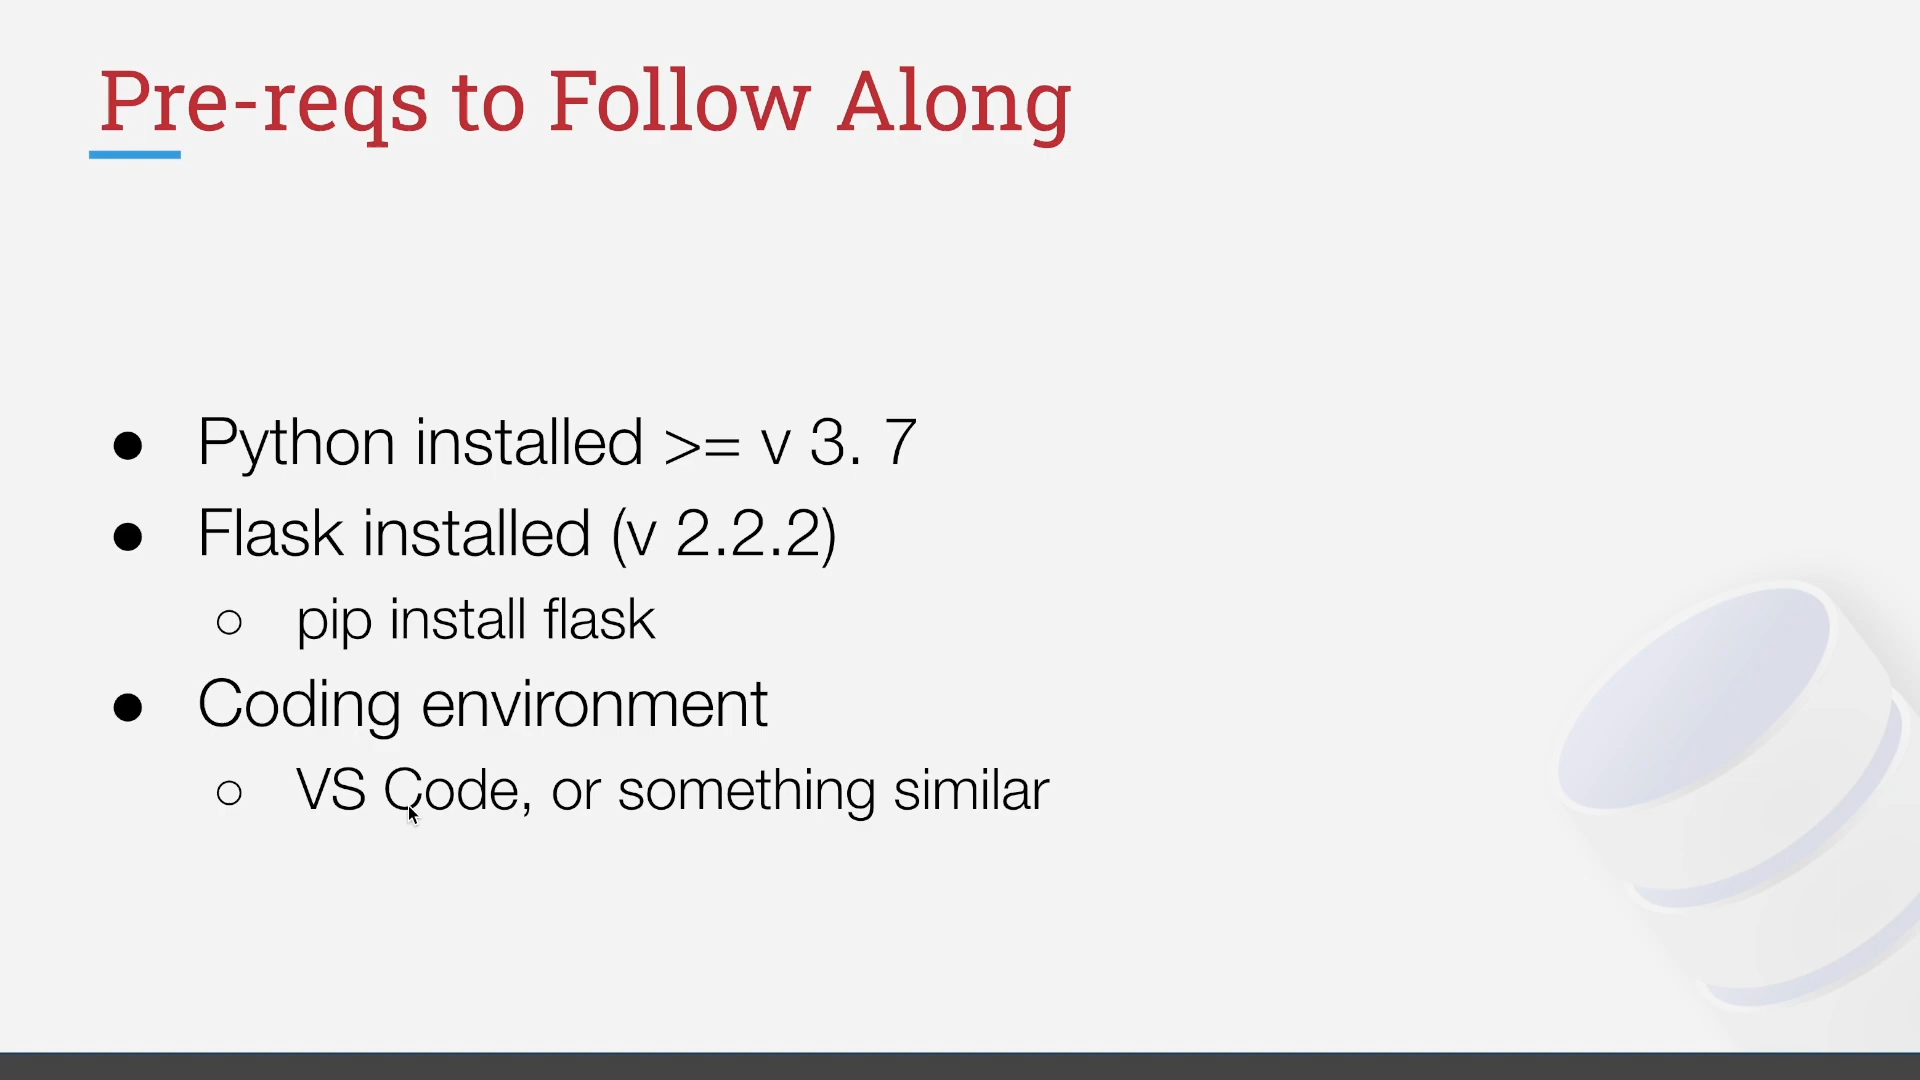 Pre-reqs to Follow Along
● Python installed >= v 3. 7
● Flask installed (v 2.2.2)
○ pip install flask
● Coding environment
○ VS Code, or something similar